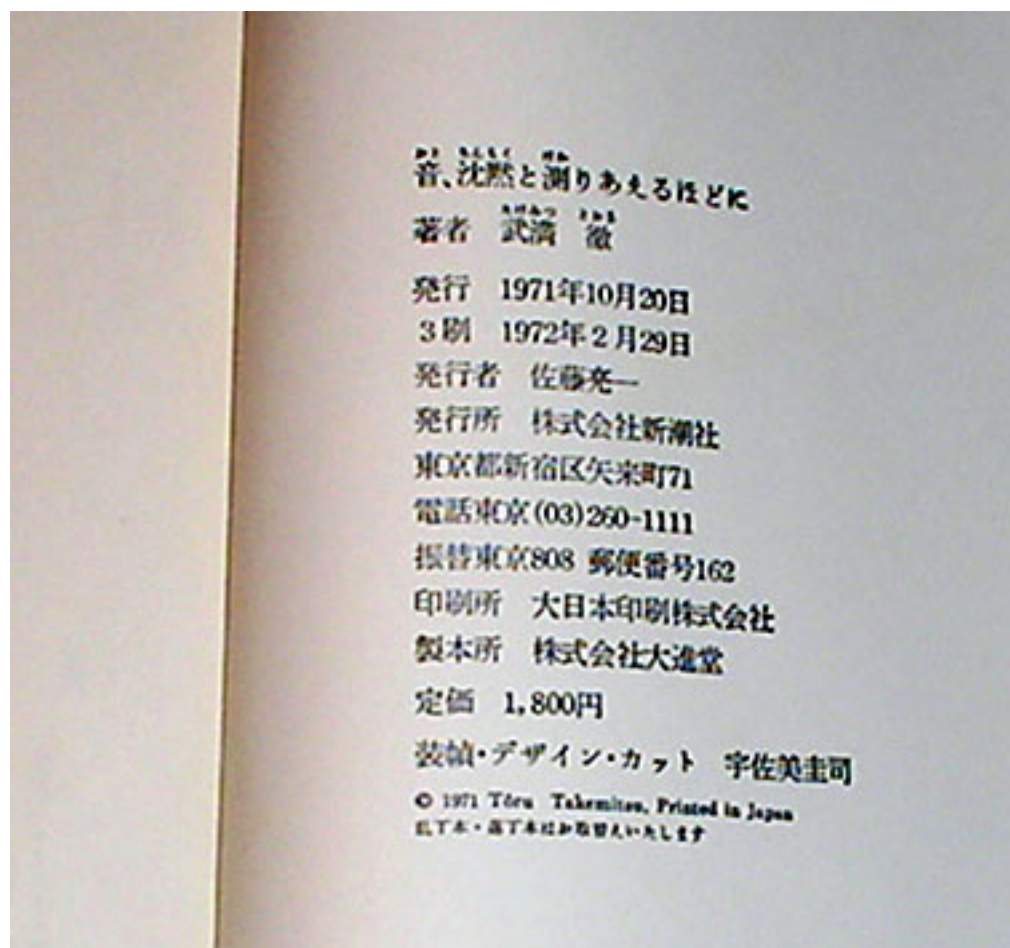 音、沈黙と測りあえるほどに
著者 武満 徹
発行 1971年10月20日
3刷 1972年2月29日
発行者 佐藤亮一
発行所 株式会社新潮社
東京都新宿区矢来町71
電話東京(03)260-1111
振替東京808 郵便番号162
印刷所 大日本印刷株式会社
製本所 株式会社大進堂
定価 1,800円
装幀・デザイン・カット 宇佐美圭司
© 1971 Tōru Takemitsu, Printed in Japan
乱丁本・落丁本はお取替えいたします